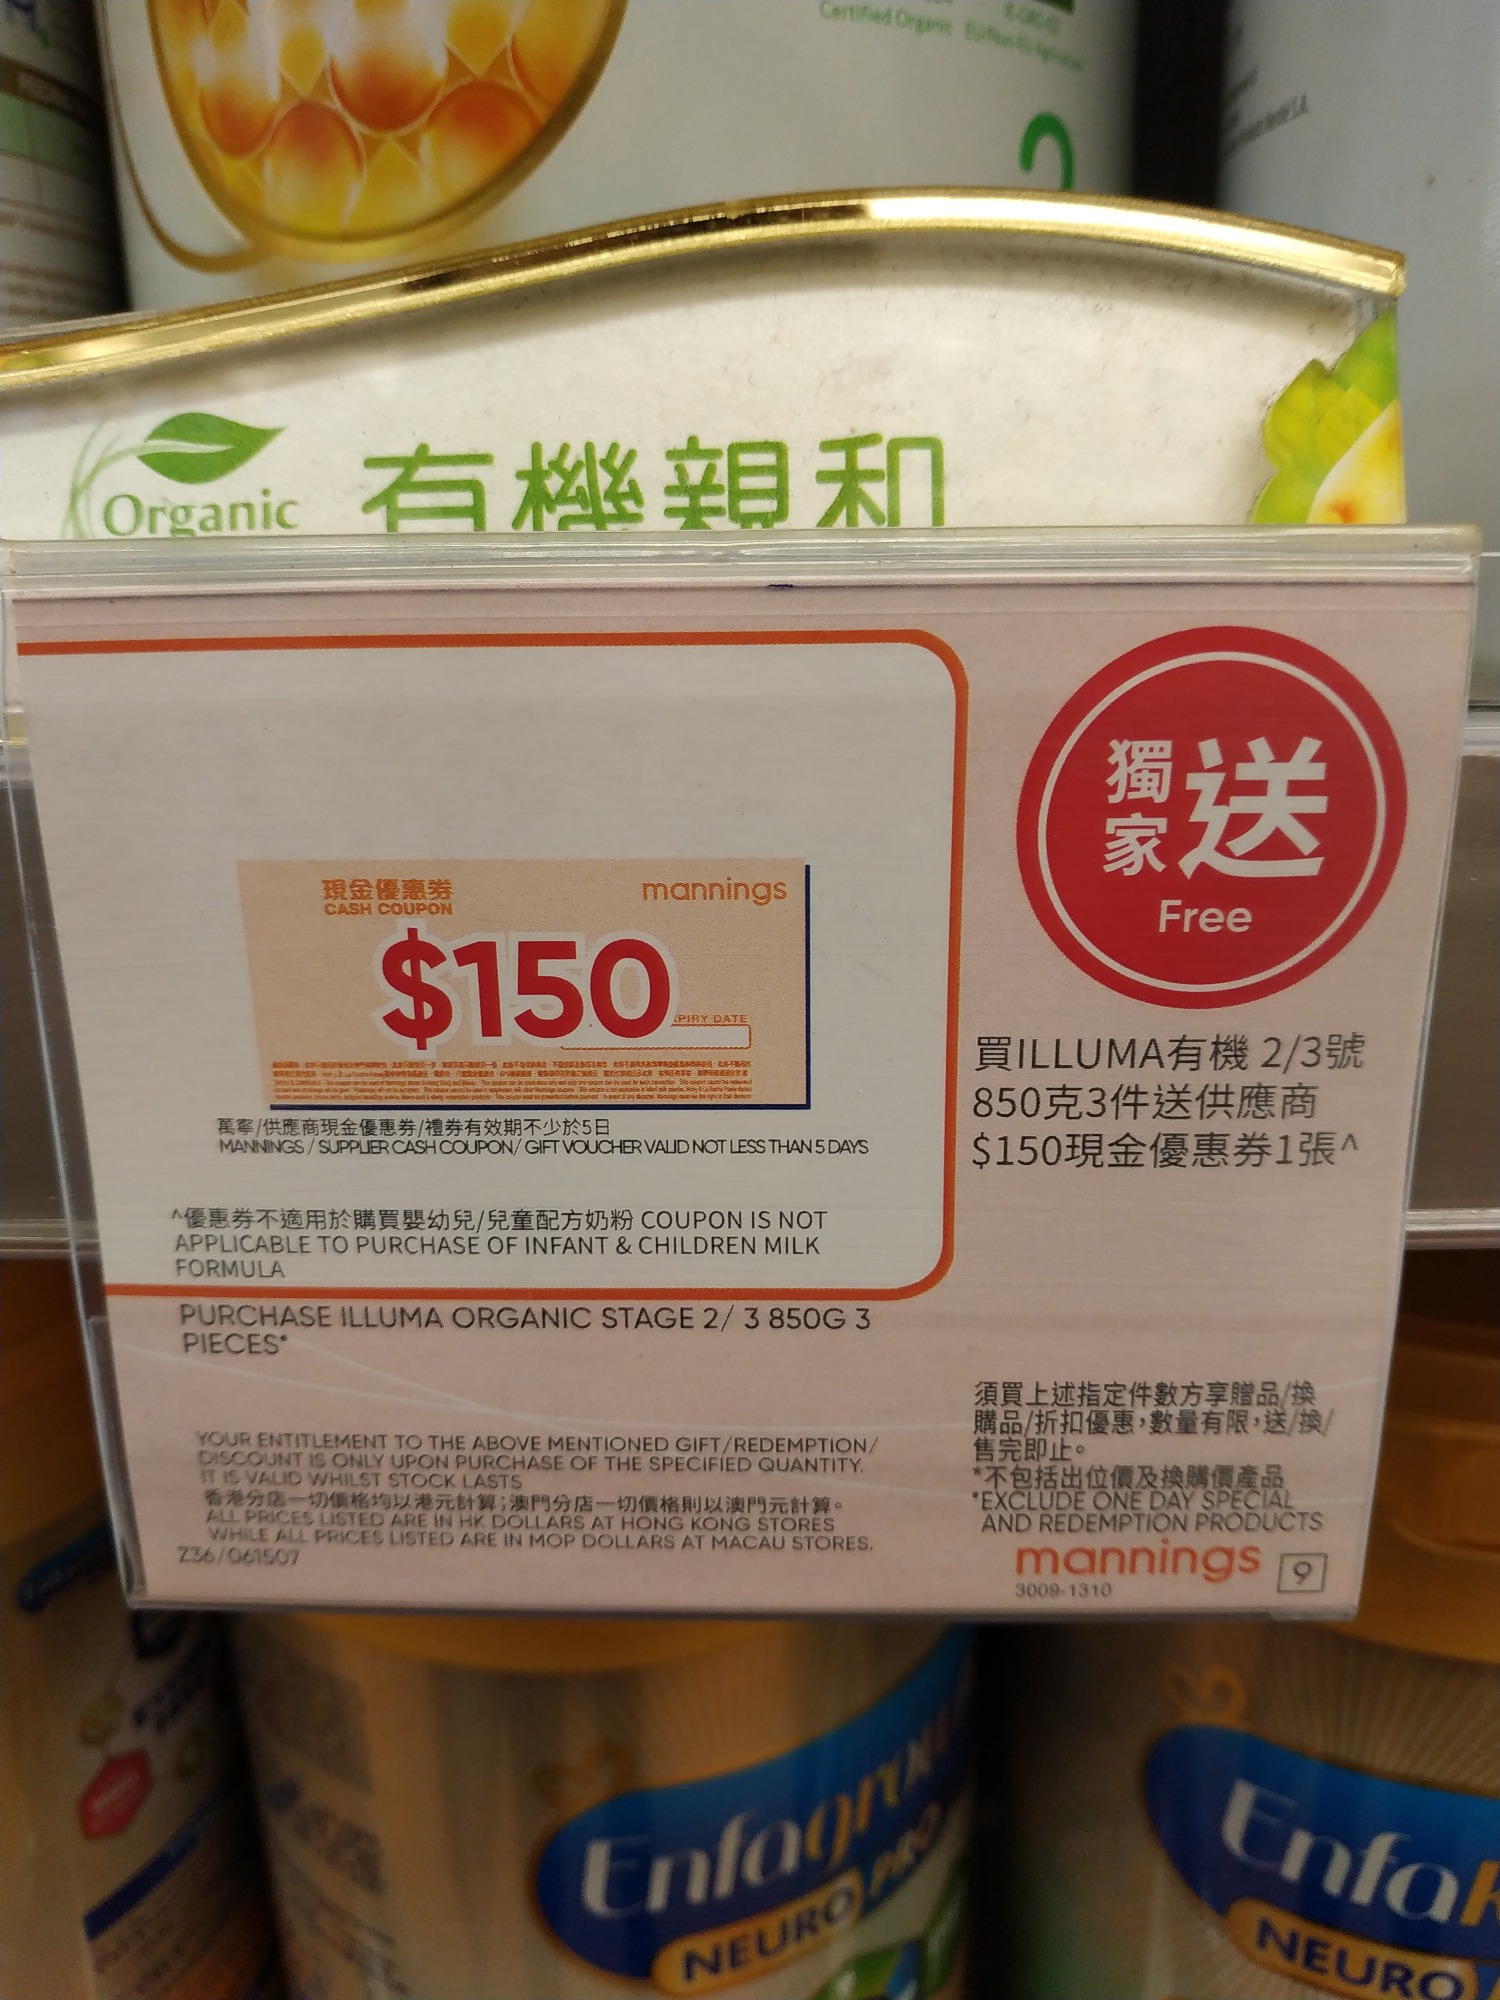 Certified Organic
2
Organic
有機親和
獨家送
Free
現金優惠券
CASH COUPON
mannings
$150
PIRY DATE
萬寧/供應商現金優惠券/禮券有效期不少於5日
MANNINGS / SUPPLIER CASH COUPON/ GIFT VOUCHER VALID NOT LESS THAN 5 DAYS
^優惠券不適用於購買嬰幼兒/兒童配方奶粉 COUPON IS NOT
APPLICABLE TO PURCHASE OF INFANT & CHILDREN MILK
FORMULA
買ILLUMA有機 2/3號
850克3件送供應商
$150現金優惠券1張^
PURCHASE ILLUMA ORGANIC STAGE 2/ 3 850G 3
PIECES*
YOUR ENTITLEMENT TO THE ABOVE MENTIONED GIFT/REDEMPTION/
DISCOUNT IS ONLY UPON PURCHASE OF THE SPECIFIED QUANTITY.
IT IS VALID WHILST STOCK LASTS
香港分店一切價格均以港元計算；澳門分店一切價格則以澳門元計算。
ALL PRICES LISTED ARE IN HK DOLLARS AT HONG KONG STORES
WHILE ALL PRICES LISTED ARE IN MOP DOLLARS AT MACAU STORES.
Z36/061507
須買上述指定件數方享贈品/換
購品/折扣優惠，數量有限，送/換/
售完即止。
*不包括出位價及換購價產品
*EXCLUDE ONE DAY SPECIAL
AND REDEMPTION PRODUCTS
mannings 9
3009-1310
Enfagrow
NEURO PRO
Enfa
NEURO